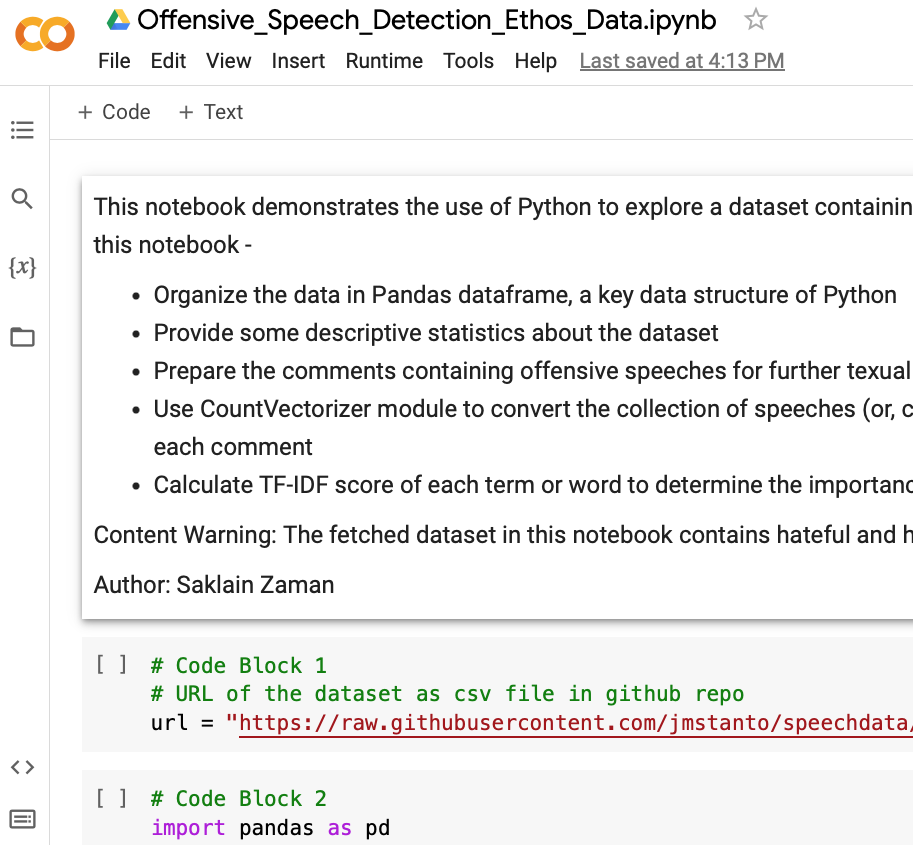 Offensive_Speech_Detection_Ethos_Data.ipynb
File Edit View Insert Runtime Tools Help Last saved at 4:13 PM
+ Code + Text
This notebook demonstrates the use of Python to explore a dataset containin
this notebook -
• Organize the data in Pandas dataframe, a key data structure of Python
• Provide some descriptive statistics about the dataset
• Prepare the comments containing offensive speeches for further texual
• Use CountVectorizer module to convert the collection of speeches (or, c
each comment
• Calculate TF-IDF score of each term or word to determine the importanc
Content Warning: The fetched dataset in this notebook contains hateful and h
Author: Saklain Zaman
[ ] # Code Block 1
# URL of the dataset as csv file in github repo
url = "https://raw.githubusercontent.com/jmstanto/speechdata/
[ ] # Code Block 2
import pandas as pd
{x}
<>